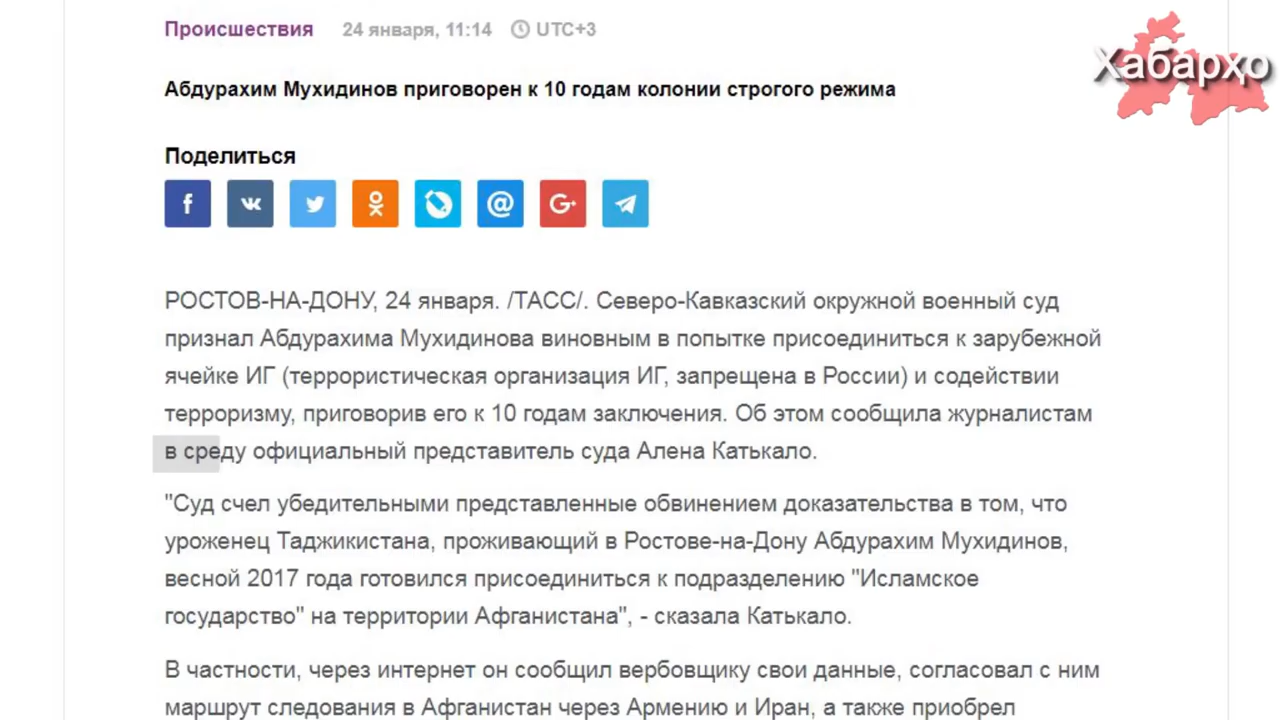 Происшествия 24 января, 11:14 UTC+3
Хабарҳо
Абдурахим Мухидинов приговорен к 10 годам колонии строгого режима
Поделиться
РОСТОВ-НА-ДОНУ, 24 января. /ТАСС/. Северо-Кавказский окружной военный суд
признал Абдурахима Мухидинова виновным в попытке присоединиться к зарубежной
ячейке ИГ (террористическая организация ИГ, запрещена в России) и содействии
терроризму, приговорив его к 10 годам заключения. Об этом сообщила журналистам
в среду официальный представитель суда Алена Катькало.
"Суд счел убедительными представленные обвинением доказательства в том, что
уроженец Таджикистана, проживающий в Ростове-на-Дону Абдурахим Мухидинов,
весной 2017 года готовился присоединиться к подразделению "Исламское
государство" на территории Афганистана", - сказала Катькало.
В частности, через интернет он сообщил вербовщику свои данные, согласовал с ним
маршрут следования в Афганистан через Армению и Иран, а также приобрел